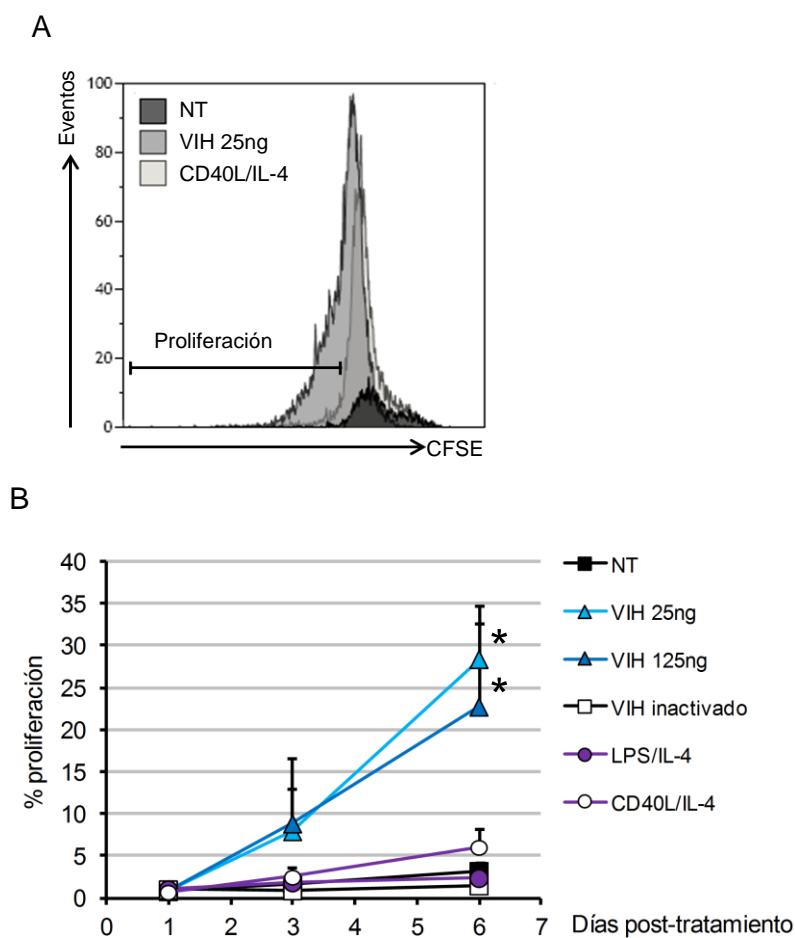 A
Eventos
100
80
60
40
20
0
NT
VIH 25ng
CD40L/IL-4
Proliferación
CFSE
B
% proliferación
40
35
30
25
20
15
10
5
0
0 1 2 3 4 5 6 7
Días post-tratamiento
*
*
NT
VIH 25ng
VIH 125ng
VIH inactivado
LPS/IL-4
CD40L/IL-4